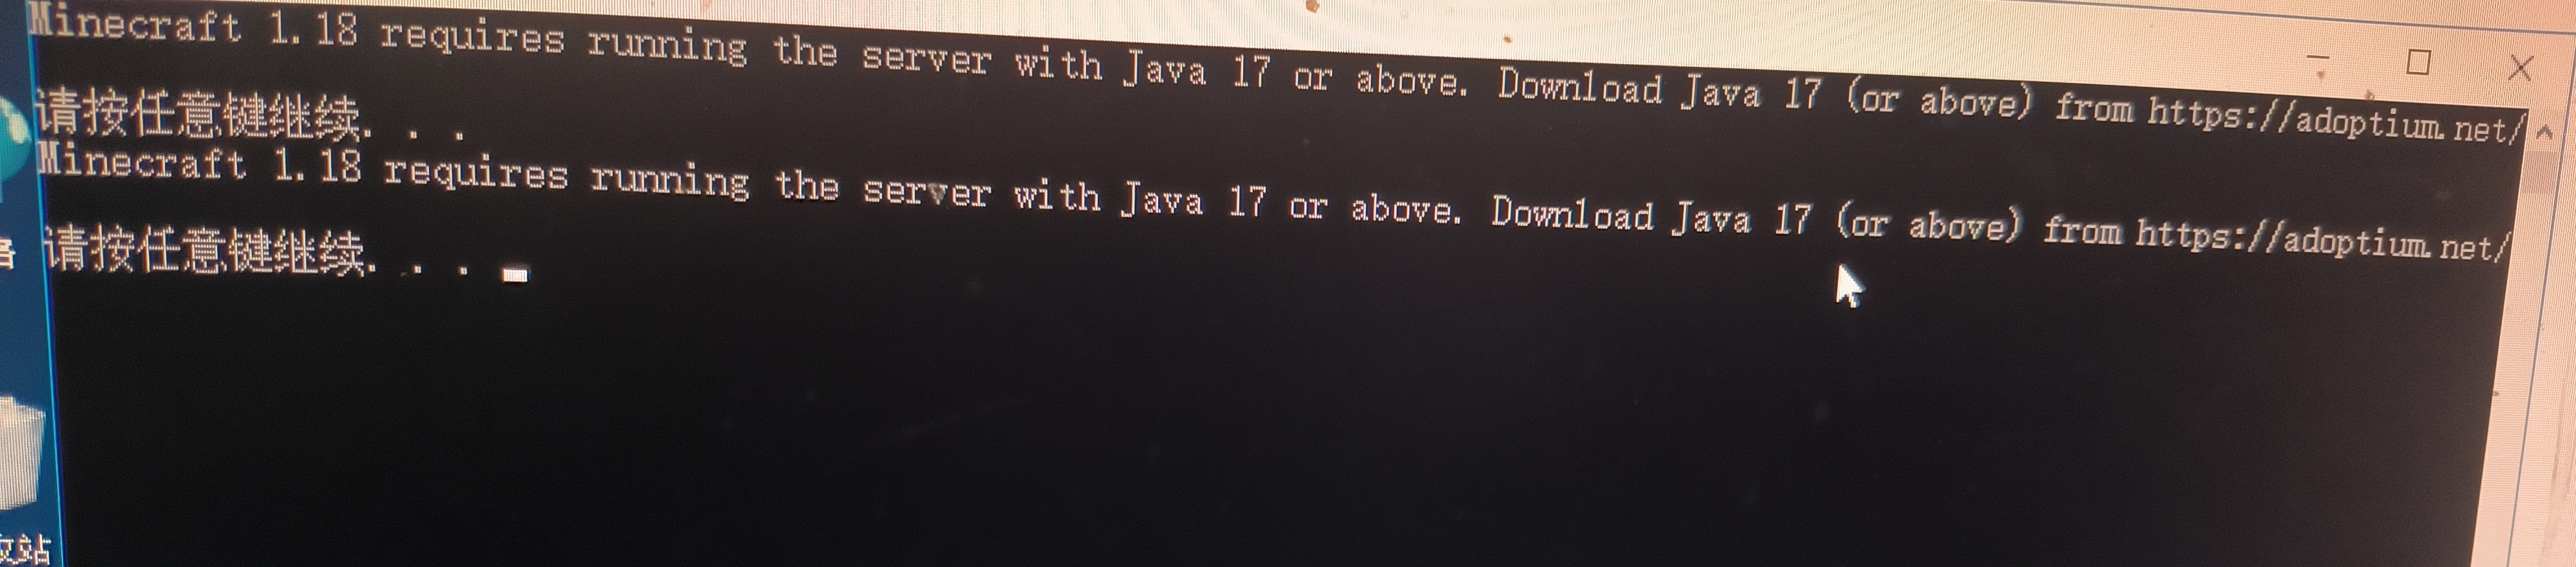 Minecraft 1.18 requires running the server with Java 17 or above. Download Java 17 (or above) from https://adoptium.net/
请按任意键继续. . .
Minecraft 1.18 requires running the server with Java 17 or above. Download Java 17 (or above) from https://adoptium.net/
请按任意键继续. . .
站